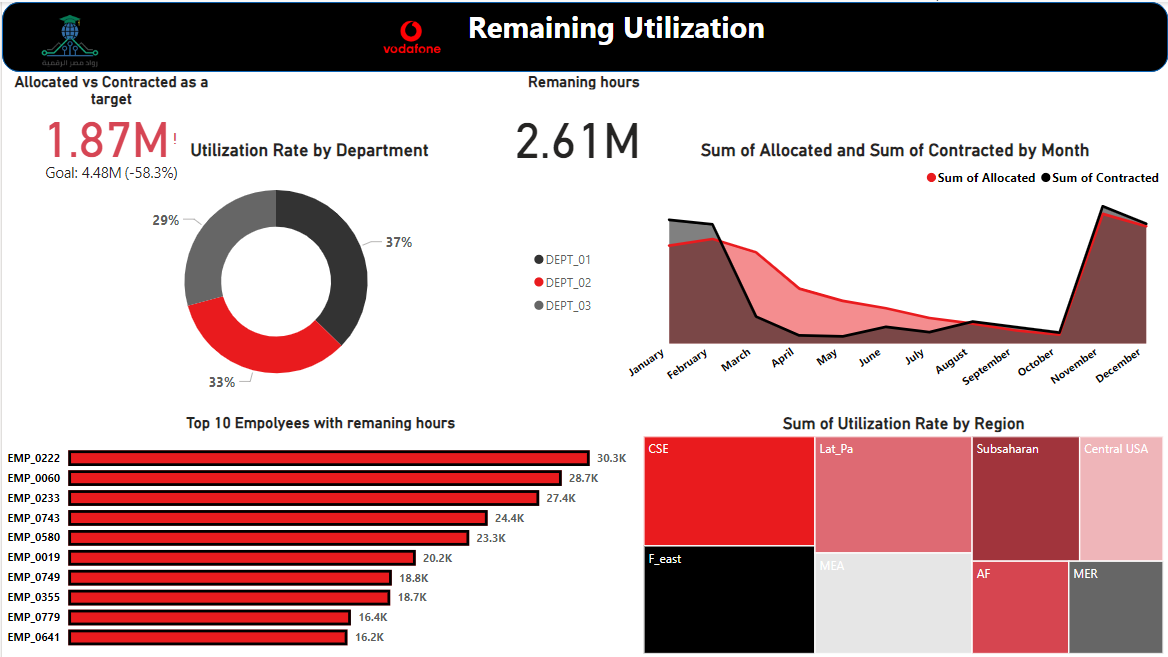 Remaining Utilization
رواد مصر الرقمية
vodafone
Allocated vs Contracted as a
target
1.87M!
Goal: 4.48M (-58.3%)
Remaning hours
2.61M
Utilization Rate by Department
29%
37%
33%
DEPT_01
DEPT_02
DEPT_03
Sum of Allocated and Sum of Contracted by Month
Sum of Allocated
Sum of Contracted
January
February
March
April
May
June
July
August
September
October
November
December
Top 10 Empolyees with remaning hours
EMP_0222 30.3K
EMP_0060 28.7K
EMP_0233 27.4K
EMP_0743 24.4K
EMP_0580 23.3K
EMP_0019 20.2K
EMP_0749 18.8K
EMP_0355 18.7K
EMP_0779 16.4K
EMP_0641 16.2K
Sum of Utilization Rate by Region
CSE
Lat_Pa
Subsaharan
Central USA
F_east
MEA
AF
MER